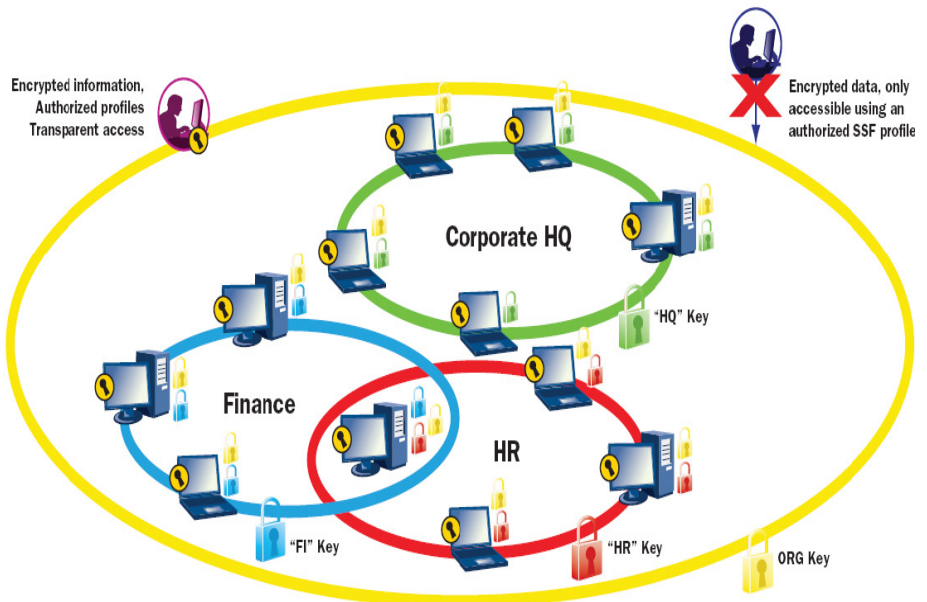 Encrypted information,
Authorized profiles
Transparent access
Encrypted data, only
accessible using an
authorized SSF profile
Corporate HQ
"HQ" Key
Finance
HR
"FI" Key
"HR" Key
ORG Key